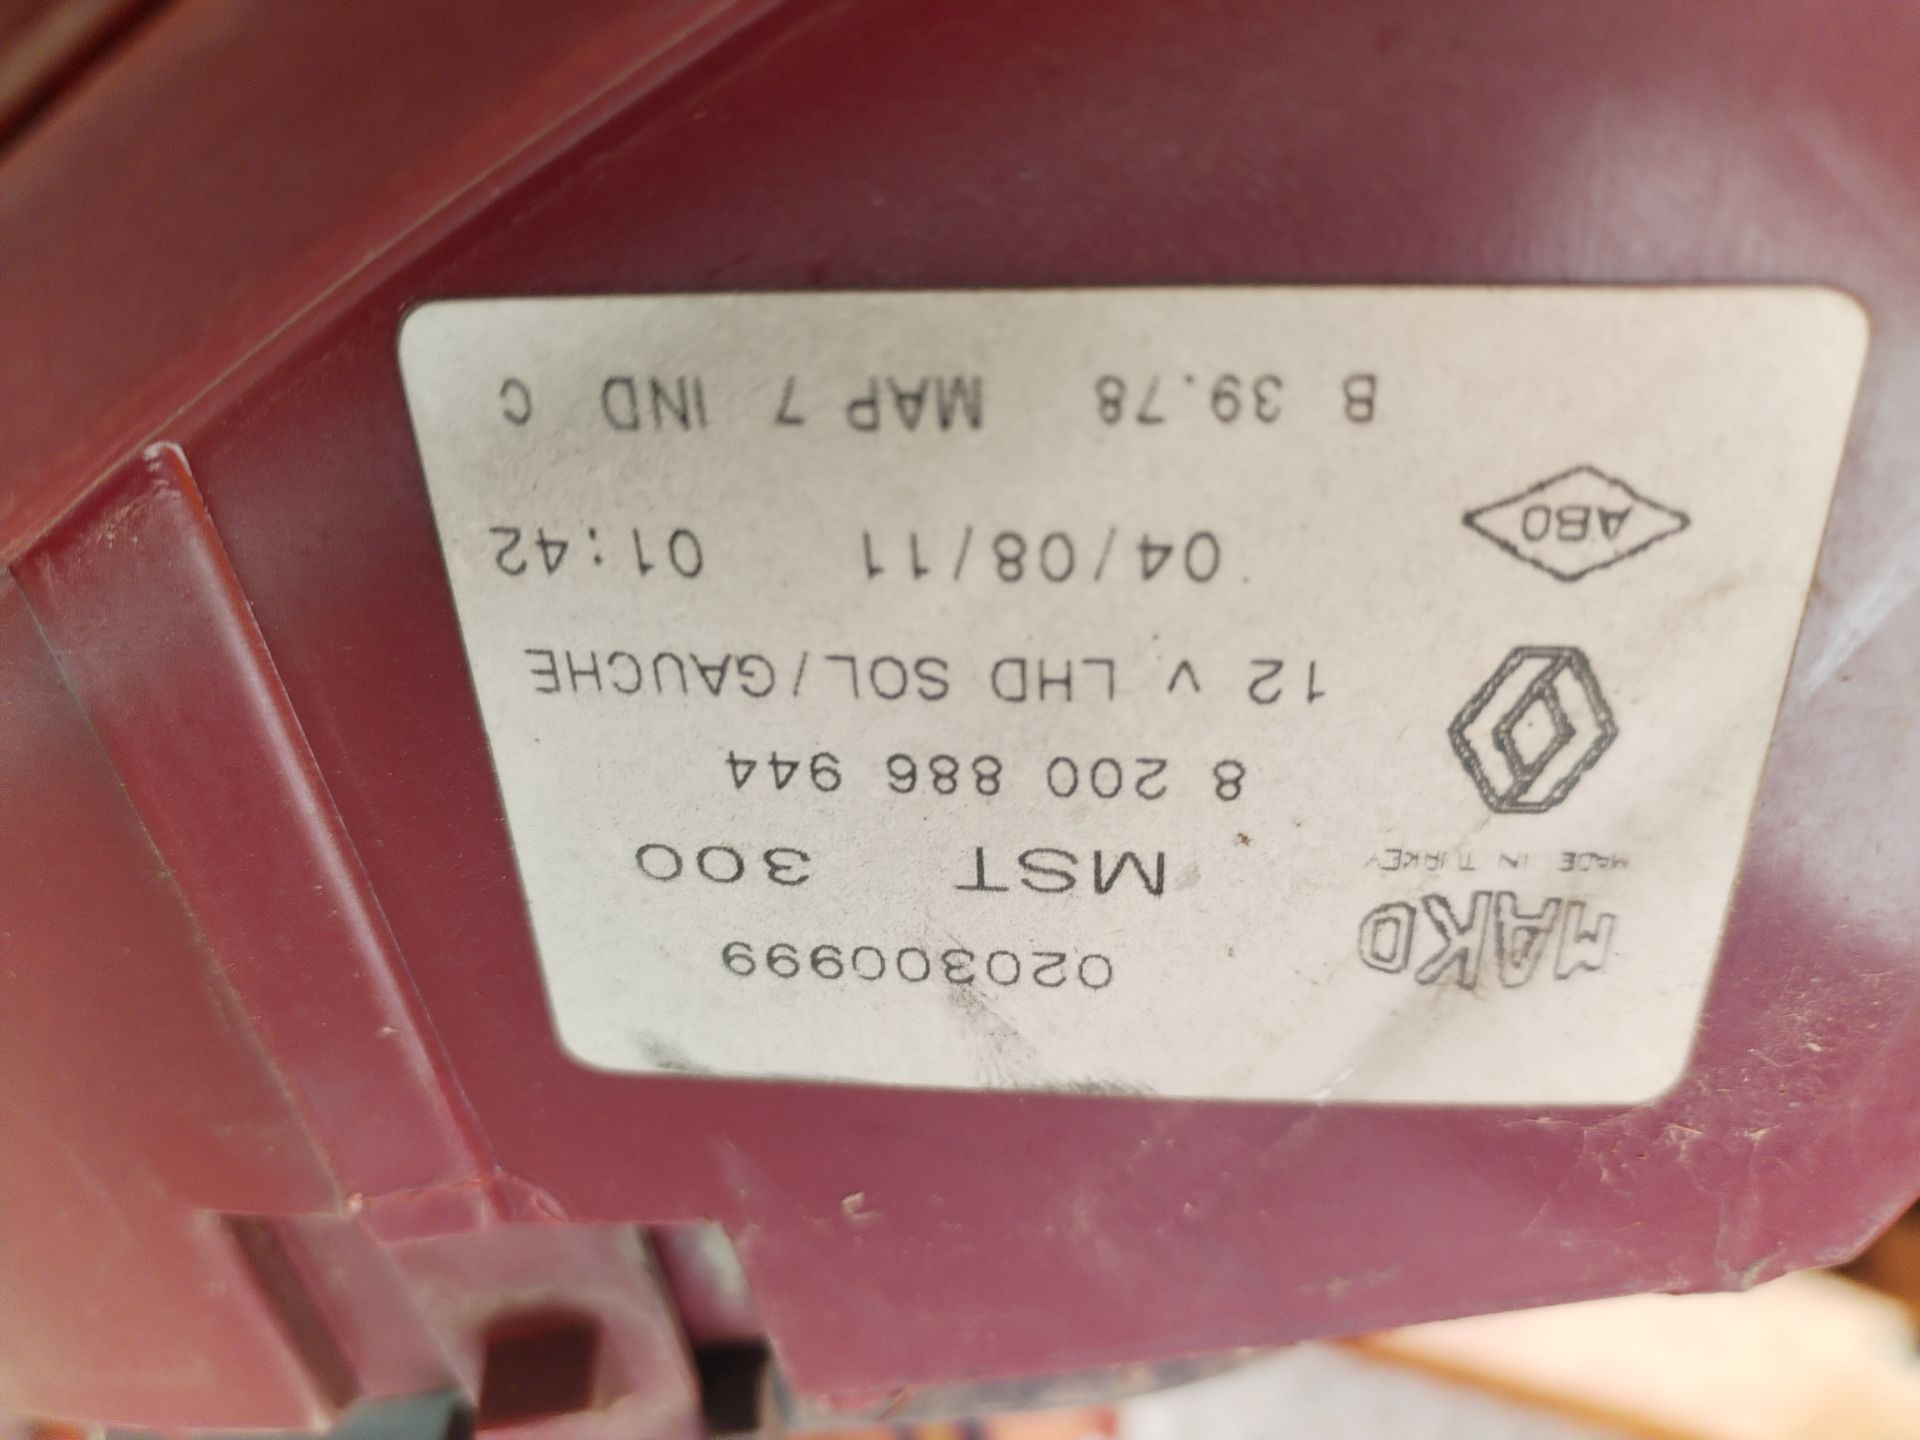 020300999
MAKO
MADE IN TURKEY
MST 300
8 200 886 944
12 v LHD SOL/GAUCHE
04/08/11 01:42
ABO
B 39.78 MAP 7 IND C